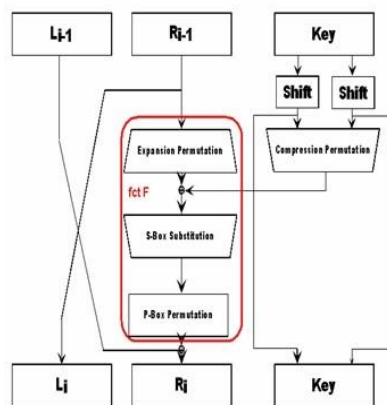 Li-1 Ri-1 Key
Shift Shift
Expansion Permutation Compression Permutation
fct F
S-Box Substitution
P-Box Permutation
Li Ri Key